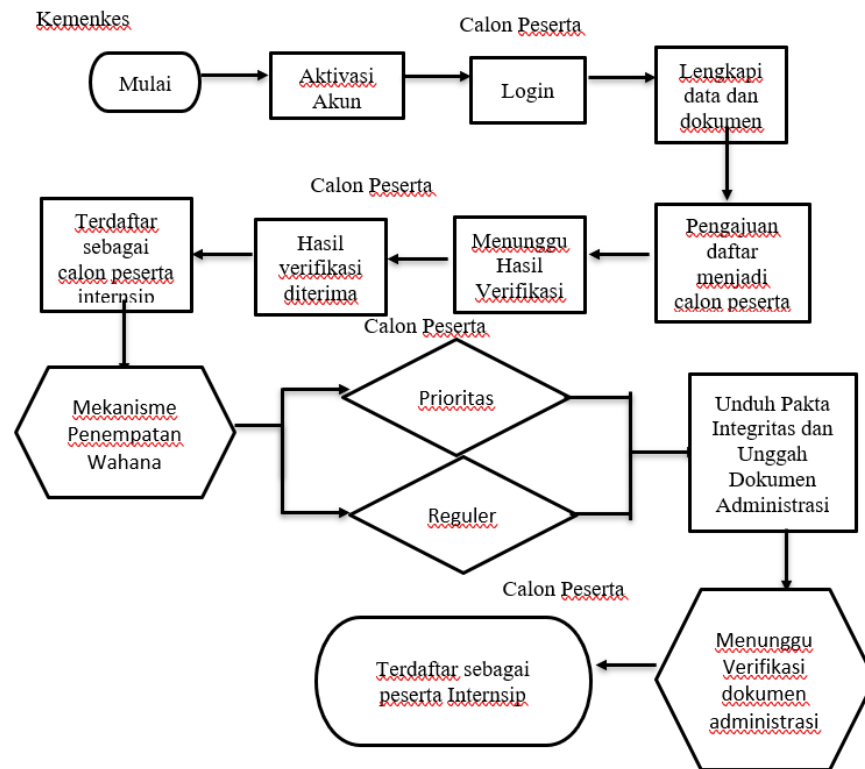 Kemenkes
Calon Peserta
Mulai
Aktivasi
Akun
Login
Lengkapi
data dan
dokumen
Calon Peserta
Terdaftar
sebagai
calon peserta
internsip
Hasil
verifikasi
diterima
Menunggu
Hasil
Verifikasi
Pengajuan
daftar
menjadi
calon peserta
Calon Peserta
Mekanisme
Penempatan
Wahana
Prioritas
Reguler
Unduh Pakta
Integritas dan
Unggah
Dokumen
Administrasi
Calon Peserta
Terdaftar sebagai
peserta Internsip
Menunggu
Verifikasi
dokumen
administrasi